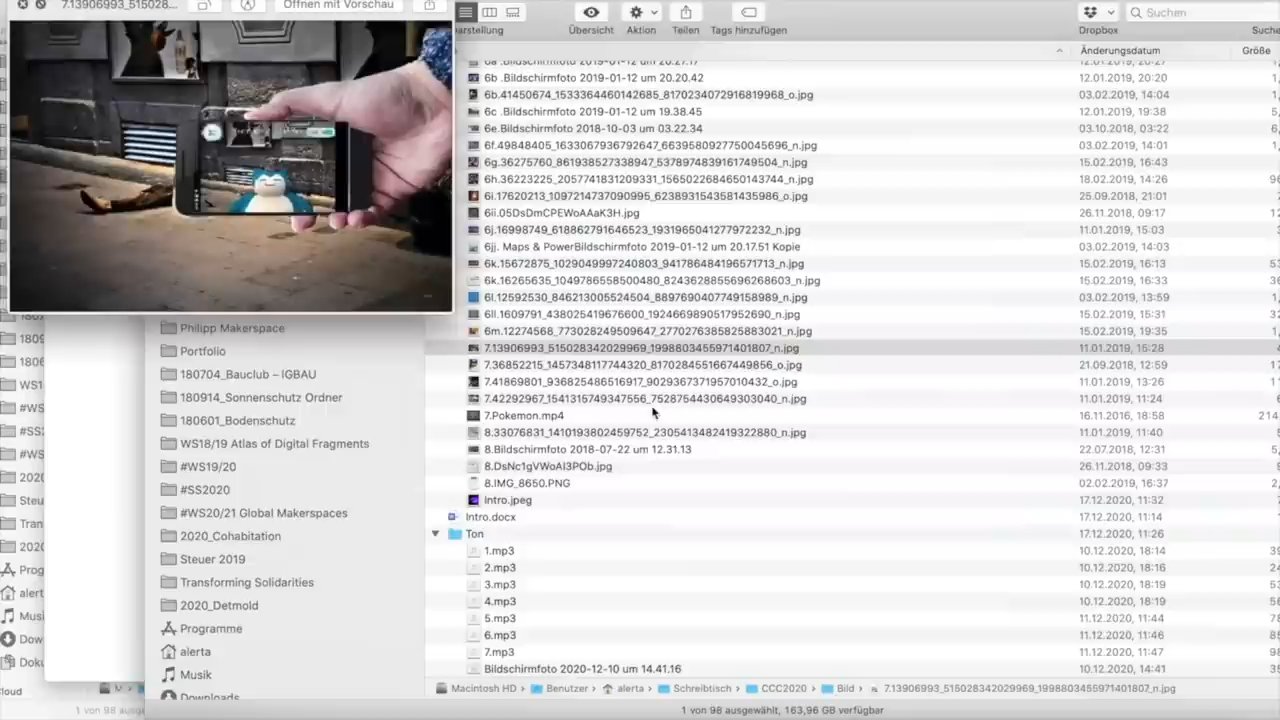 7.13906993_515028...
Öffnen mit Vorschau
Suchen
Übersicht
Aktion
Teilen
Tags hinzufügen
Dropbox
Änderungsdatum
Größe
6b .Bildschirmfoto 2019-01-12 um 20.20.42
12.01.2019, 20:20
6b.41450674_1533364460142685_8170234072916819968_o.jpg
03.02.2019, 14:04
6c .Bildschirmfoto 2019-01-12 um 19.38.45
12.01.2019, 19:38
6e.Bildschirmfoto 2018-10-03 um 03.22.34
03.10.2018, 03:22
6f.49848405_1633067936792647_6639580927750045696_n.jpg
03.02.2019, 14:01
6g.36275760_861938527338947_5378974839161749504_n.jpg
15.02.2019, 16:43
6h.36223225_2057741831209331_1565022684650143744_n.jpg
18.02.2019, 14:26
6i.17620213_1097214737090995_6238931543581435986_o.jpg
25.09.2018, 21:01
6ii.05DsDmCPEWoAAaK3H.jpg
26.11.2018, 09:17
6j.16998749_618862791646523_1931965041277972232_n.jpg
11.01.2019, 15:03
6jj. Maps & PowerBildschirmfoto 2019-01-12 um 20.17.51 Kopie
03.02.2019, 14:03
6k.15672875_1029049997240803_9417864841965717​13_n.jpg
15.02.2019, 16:13
6k.16265635_1049786558500480_8243628855696268603_n.jpg
15.02.2019, 16:32
6l.12592530_846213005524504_8897690407749158989_n.jpg
03.02.2019, 13:59
6ll.1609791_438025419676600_1924669890517952690_n.jpg
15.02.2019, 15:31
6m.12274568_773028249509647_2770276385825883021_n.jpg
15.02.2019, 19:35
7.13906993_515028342029969_1998803455971401807_n.jpg
11.01.2019, 15:28
7.36852215_1457348117744320_8170284551667449856_o.jpg
21.09.2018, 12:59
7.41869801_936825486516917_9029367371957010432_o.jpg
11.01.2019, 13:26
7.42292967_1541315749347556_7528754430649303040_n.jpg
11.01.2019, 11:24
7.Pokemon.mp4
16.11.2016, 18:58
8.33076831_1410193802459752_2305413482419322880_n.jpg
11.01.2019, 11:40
8.Bildschirmfoto 2018-07-22 um 12.31.13
22.07.2018, 12:31
8.DsNc1gVWoAI3POb.jpg
26.11.2018, 09:33
8.IMG_8650.PNG
02.02.2019, 16:37
Intro.jpeg
17.12.2020, 11:32
Intro.docx
17.12.2020, 11:14
Ton
17.12.2020, 11:26
1.mp3
10.12.2020, 18:14
2.mp3
10.12.2020, 18:16
3.mp3
10.12.2020, 18:19
4.mp3
10.12.2020, 18:19
5.mp3
10.12.2020, 11:44
6.mp3
11.12.2020, 11:46
7.mp3
11.12.2020, 11:47
Bildschirmfoto 2020-12-10 um 14.41.16
10.12.2020, 14:41
Philipp Makerspace
Portfolio
180704_Bauclub – IGBAU
180914_Sonnenschutz Ordner
180601_Bodenschutz
WS18/19 Atlas of Digital Fragments
#WS19/20
#SS2020
#WS20/21 Global Makerspaces
2020_Cohabitation
Steuer 2019
Transforming Solidarities
2020_Detmold
Programme
alerta
Musik
Downloads
Macintosh HD
Benutzer
alerta
Schreibtisch
CCC2020
Bild
7.13906993_515028342029969_1998803455971401807_n.jpg
1 von 98 ausgewählt, 163,96 GB verfügbar